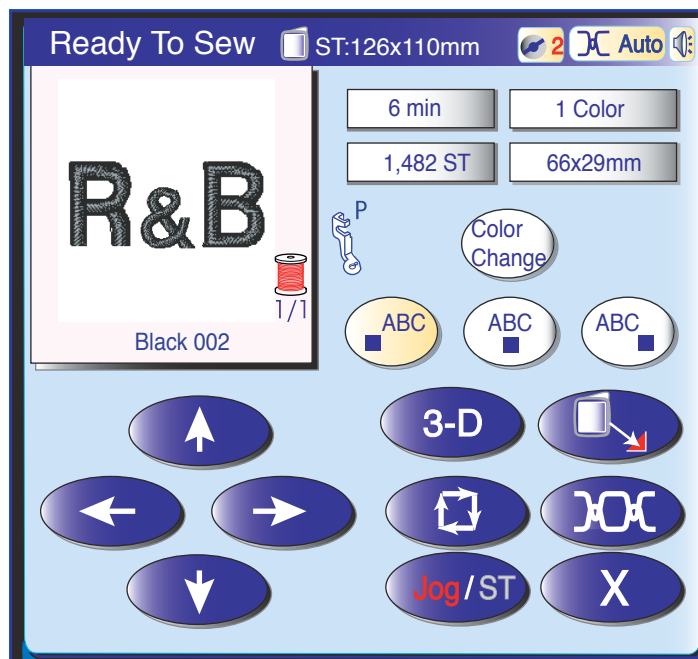 Ready To Sew
ST:126x110mm
2
Auto
R&B
1/1
Black 002
6 min
1 Color
1,482 ST
66x29mm
P
Color
Change
ABC
ABC
ABC
3-D
Jog/ST
X